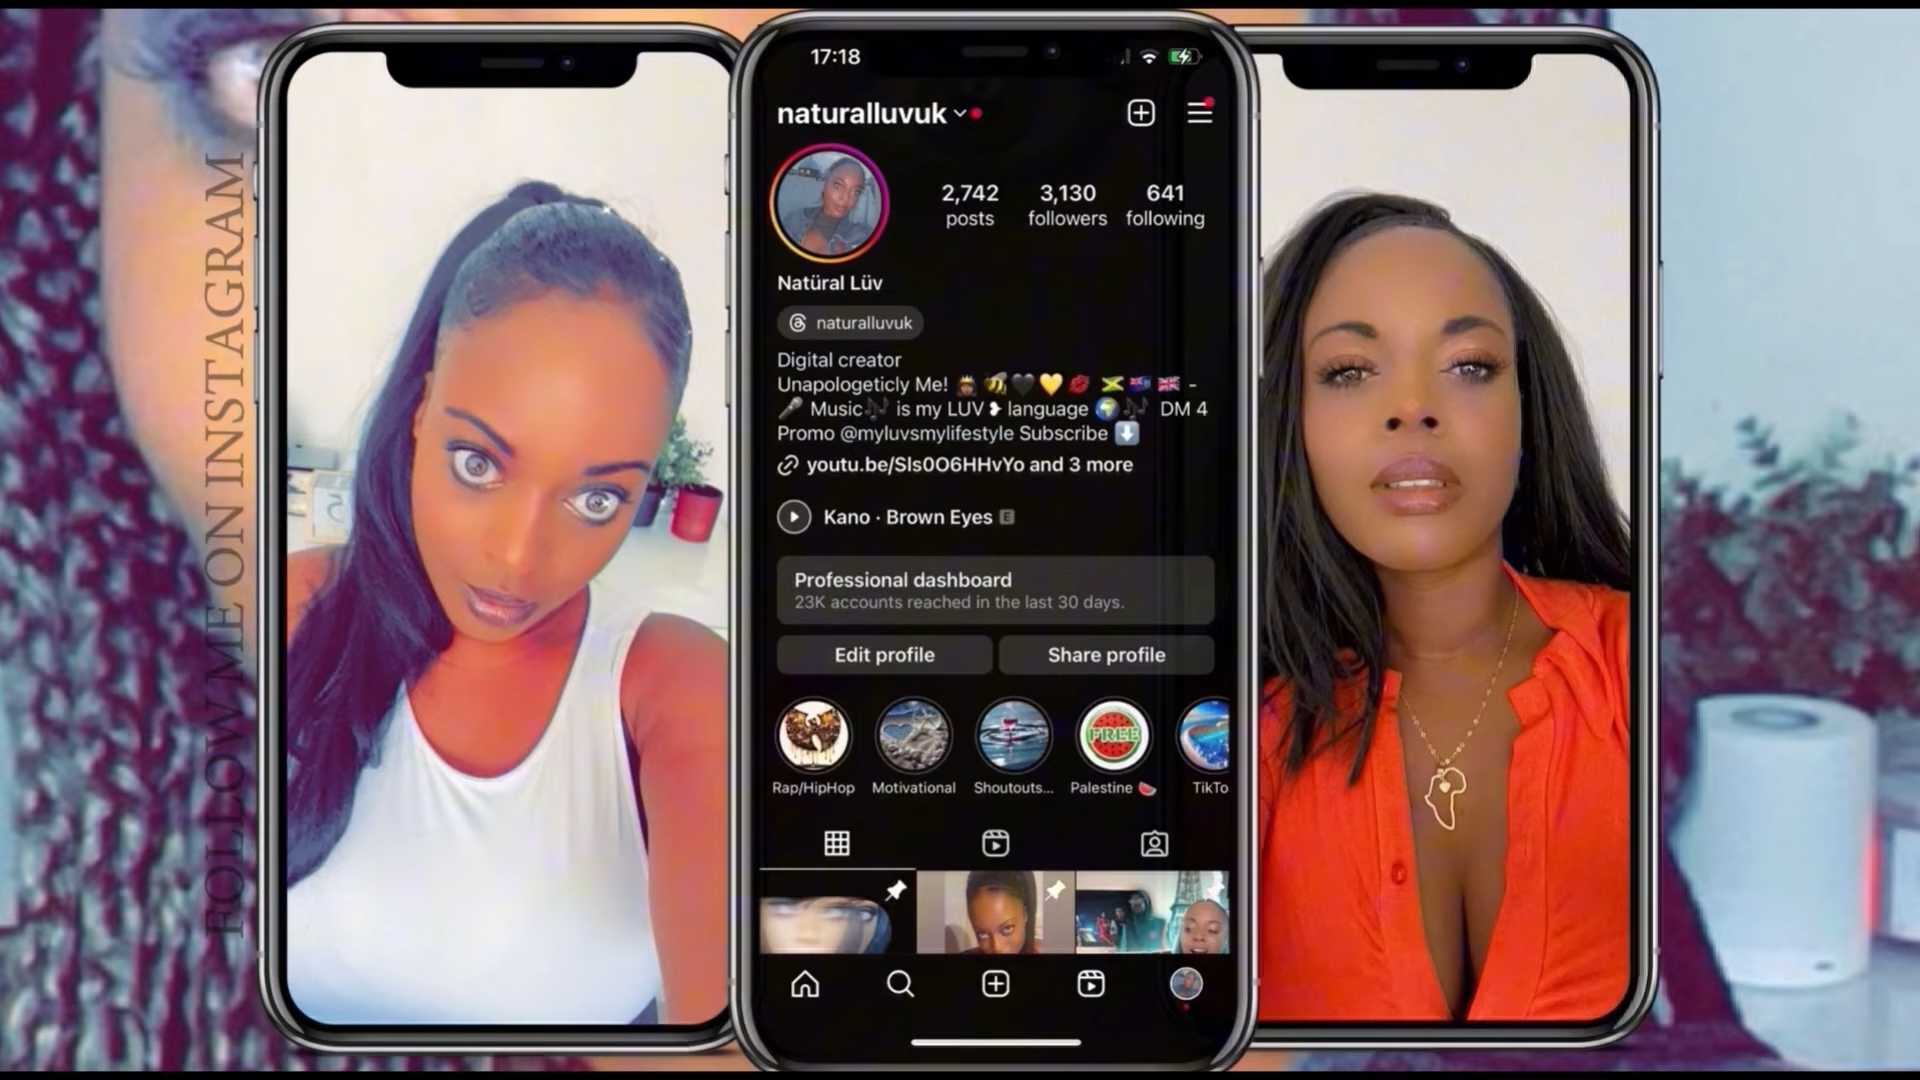 FOLLOW ME ON INSTAGRAM
17:18
naturalluvuk
2,742 3,130 641
posts followers following
Natüral Lüv
naturalluvuk
Digital creator
Unapologeticly Me! 👸🏾 🐝 🖤 💛 💋 🇯🇲 🇲🇸 🇬🇧 -
🎤 Music🎶 is my LUV❥ language 🌍🎶 DM 4
Promo @myluvsmylifestyle Subscribe ⬇️
youtu.be/Sls0O6HHvYo and 3 more
Kano · Brown Eyes E
Professional dashboard
23K accounts reached in the last 30 days.
Edit profile Share profile
FREE
Rap/HipHop Motivational Shoutouts... Palestine 🍉 TikTo